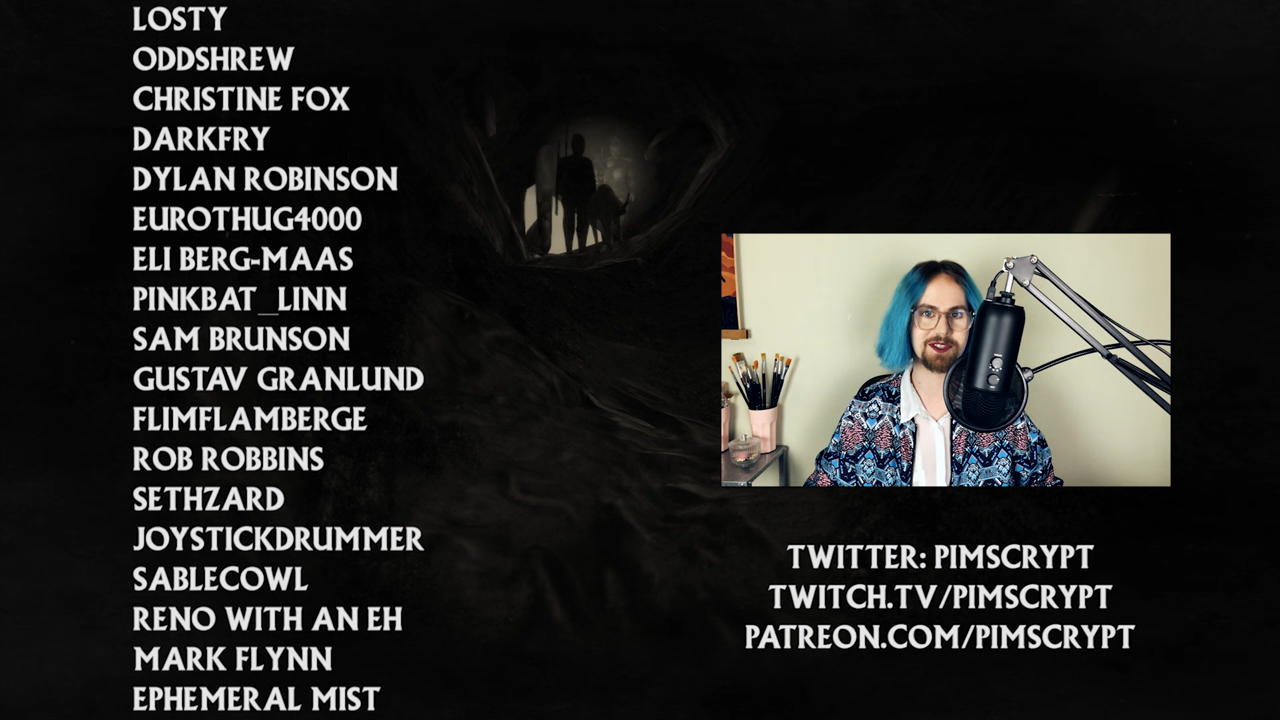 LOSTY
ODDSHREW
CHRISTINE FOX
DARKFRY
DYLAN ROBINSON
EUROTHUG4000
ELI BERG-MAAS
PINKBAT_LINN
SAM BRUNSON
GUSTAV GRANLUND
FLIMFLAMBERGE
ROB ROBBINS
SETHZARD
JOYSTICKDRUMMER
SABLECOWL
RENO WITH AN EH
MARK FLYNN
EPHEMERAL MIST
TWITTER: PIMSCRYPT
TWITCH.TV/PIMSCRYPT
PATREON.COM/PIMSCRYPT